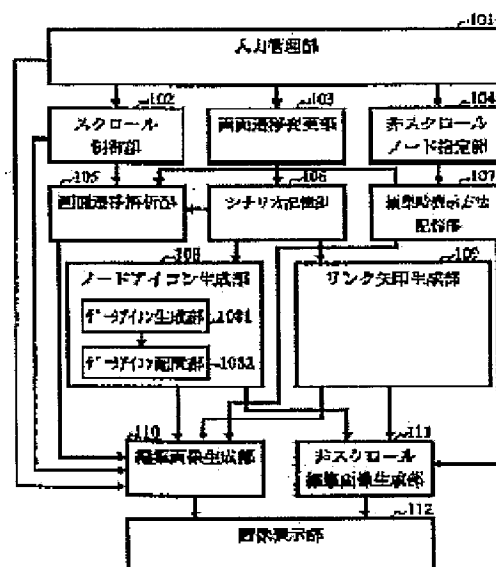 101
入力管理部
102
スクロール
制御部
103
画面遷移変更部
104
非スクロール
ノード指定部
105
画面遷移解析部
106
シナリオ記憶部
107
編集時表示方法
記憶部
108
ノードアイコン生成部
データアイコン生成部
1081
データアイコン配置部
1082
109
リンク矢印生成部
110
編集画像生成部
111
非スクロール
編集画像生成部
112
画像表示部